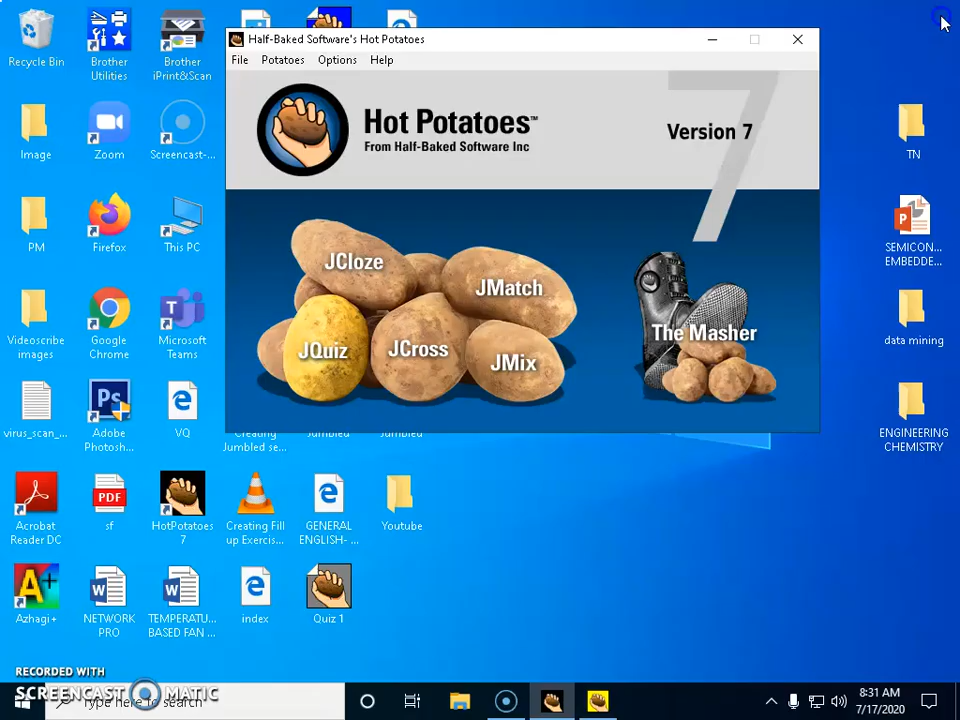 Half-Baked Software's Hot Potatoes
File Potatoes Options Help
Hot Potatoes™
From Half-Baked Software Inc
Version 7
7
JCloze
JMatch
JQuiz
JCross
JMix
The Masher
Recycle Bin
Brother Utilities
Brother iPrint&Scan
Image
Zoom
Screencast-...
TN
PM
Firefox
This PC
SEMICON... EMBEDDE...
Videoscribe images
Google Chrome
Microsoft Teams
data mining
virus_scan_...
Adobe Photosh...
VQ
Creating Jumbled se...
Jumbled
Jumbled
ENGINEERING CHEMISTRY
Acrobat Reader DC
sf
HotPotatoes 7
Creating Fill up Exercis...
GENERAL ENGLISH- ...
Youtube
Azhagi+
NETWORK PRO
TEMPERATU... BASED FAN ...
index
Quiz 1
RECORDED WITH
SCREENCAST MATIC
Type here to search
8:31 AM
7/17/2020